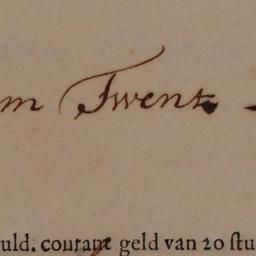 m Twent.
uld. courant geld van 20 ſtu